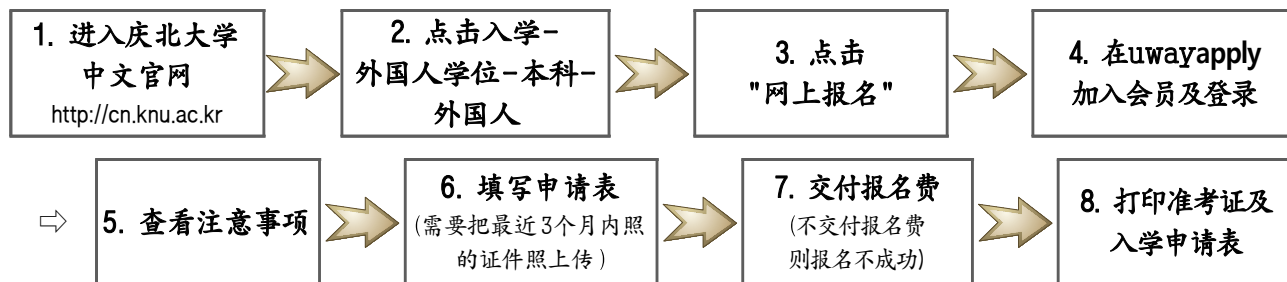 1. 进入庆北大学
中文官网
http://cn.knu.ac.kr
2. 点击入学-
外国人学位-本科-
外国人
3. 点击
"网上报名"
4. 在uwayapply
加入会员及登录
⇨
5. 查看注意事项
6. 填写申请表
(需要把最近3个月内照
的证件照上传)
7. 交付报名费
(不交付报名费
则报名不成功)
8. 打印准考证及
入学申请表